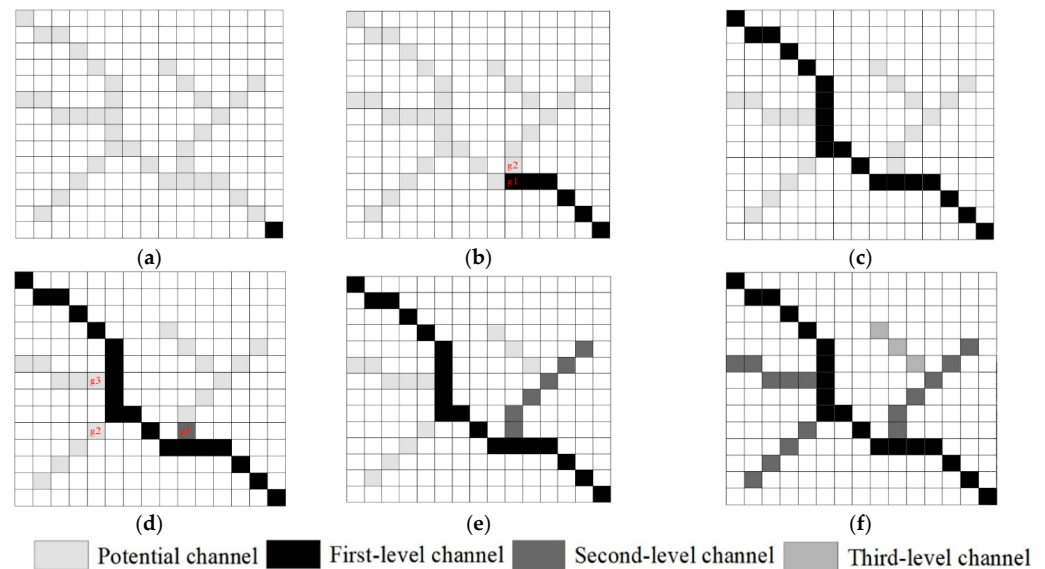 g2
g1
(a) (b) (c)
g3
g2 g1
(d) (e) (f)
Potential channel First-level channel Second-level channel Third-level channel